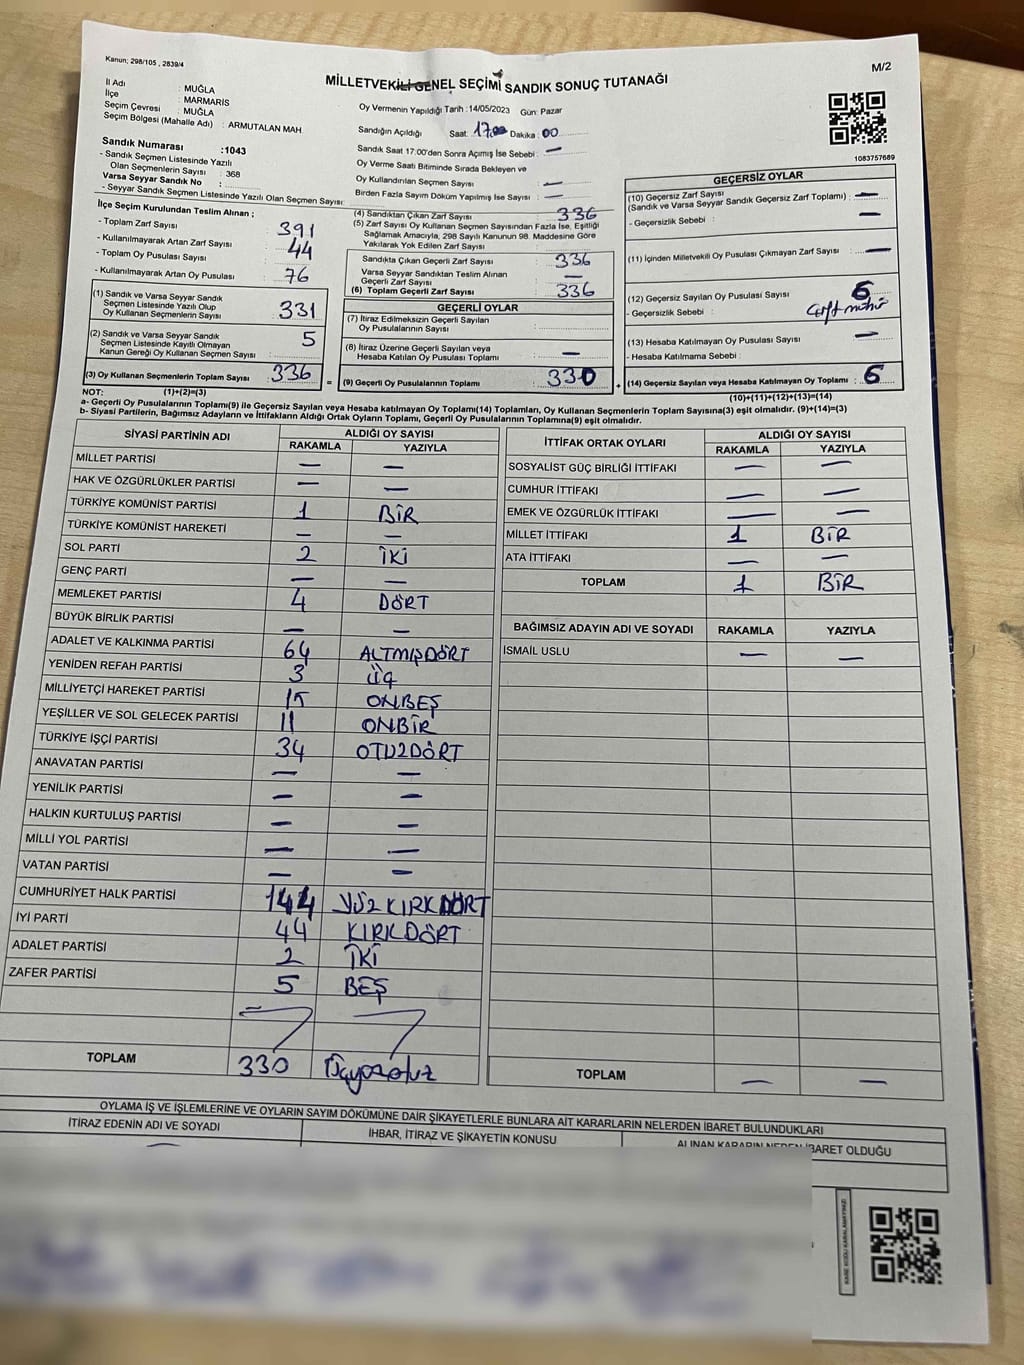 Kanun; 298/105 , 2839/4
M/2
MİLLETVEKİLİ GENEL SEÇİMİ SANDIK SONUÇ TUTANAĞI
İl Adı : MUĞLA
İlçe : MARMARİS
Seçim Çevresi : MUĞLA
Seçim Bölgesi (Mahalle Adı) : ARMUTALAN MAH.
Sandık Numarası :1043
- Sandık Seçmen Listesinde Yazılı
Olan Seçmenlerin Sayısı : 368
Varsa Seyyar Sandık No :
- Seyyar Sandık Seçmen Listesinde Yazılı Olan Seçmen Sayısı:
İlçe Seçim Kurulundan Teslim Alınan ;
- Toplam Zarf Sayısı : 391
- Kullanılmayarak Artan Zarf Sayısı : 44
- Toplam Oy Pusulası Sayısı
- Kullanılmayarak Artan Oy Pusulası : 76
(1) Sandık ve Varsa Seyyar Sandık
Seçmen Listesinde Yazılı Olup
Oy Kullanan Seçmenlerin Sayısı : 331
(2) Sandık ve Varsa Seyyar Sandık
Seçmen Listesinde Kayıtlı Olmayan
Kanun Gereği Oy Kullanan Seçmen Sayısı : 5
(3) Oy Kullanan Seçmenlerin Toplam Sayısı : 336
Oy Vermenin Yapıldığı Tarih :14/05/2023 Gün: Pazar
Sandığın Açıldığı Saat: 17.00 Dakika: 00
Sandık Saat 17:00'den Sonra Açımış İse Sebebi : —
Oy Verme Saati Bitiminde Sırada Bekleyen ve
Oy Kullandırılan Seçmen Sayısı : —
Birden Fazla Sayım Döküm Yapılmış İse Sayısı : —
(4) Sandıktan Çıkan Zarf Sayısı : 336
(5) Zarf Sayısı Oy Kullanan Seçmen Sayısından Fazla İse, Eşitliği
Sağlamak Amacıyla, 298 Sayılı Kanunun 98. Maddesine Göre
Yakılarak Yok Edilen Zarf Sayısı :
Sandıkta Çıkan Geçerli Zarf Sayısı : 336
Varsa Seyyar Sandıktan Teslim Alınan
Geçerli Zarf Sayısı : —
(6) Toplam Geçerli Zarf Sayısı : 336
GEÇERLİ OYLAR
(7) İtiraz Edilmeksizin Geçerli Sayılan
Oy Pusulalarının Sayısı :
(8) İtiraz Üzerine Geçerli Sayılan veya
Hesaba Katılan Oy Pusulası Toplamı : —
= (9) Geçerli Oy Pusulalarının Toplamı : 330
1083757689
GEÇERSİZ OYLAR
(10) Geçersiz Zarf Sayısı
(Sandık ve Varsa Seyyar Sandık Geçersiz Zarf Toplamı) : —
- Geçersizlik Sebebi : —
(11) İçinden Milletvekili Oy Pusulası Çıkmayan Zarf Sayısı : —
(12) Geçersiz Sayılan Oy Pusulası Sayısı : 6
- Geçersizlik Sebebi : çift mühür
(13) Hesaba Katılmayan Oy Pusulası Sayısı : —
- Hesaba Katılmama Sebebi :
+ (14) Geçersiz Sayılan veya Hesaba Katılmayan Oy Toplamı : 6
NOT: (1)+(2)=(3)
(10)+(11)+(12)+(13)=(14)
a- Geçerli Oy Pusulalarının Toplamı(9) ile Geçersiz Sayılan veya Hesaba katılmayan Oy Toplamı(14) Toplamları, Oy Kullanan Seçmenlerin Toplam Sayısına(3) eşit olmalıdır. (9)+(14)=(3)
b- Siyasi Partilerin, Bağımsız Adayların ve İttifakların Aldığı Ortak Oyların Toplamı, Geçerli Oy Pusulalarının Toplamına(9) eşit olmalıdır.
SİYASİ PARTİNİN ADI ALDIĞI OY SAYISI
RAKAMLA YAZIYLA
MİLLET PARTİSİ — —
HAK VE ÖZGÜRLÜKLER PARTİSİ — —
TÜRKİYE KOMÜNİST PARTİSİ 1 BİR
TÜRKİYE KOMÜNİST HAREKETİ — —
SOL PARTİ 2 İKİ
GENÇ PARTİ — —
MEMLEKET PARTİSİ 4 DÖRT
BÜYÜK BİRLİK PARTİSİ — —
ADALET VE KALKINMA PARTİSİ 64 ALTMIŞDÖRT
YENİDEN REFAH PARTİSİ 3 ÜÇ
MİLLİYETÇİ HAREKET PARTİSİ 15 ONBEŞ
YEŞİLLER VE SOL GELECEK PARTİSİ 11 ONBİR
TÜRKİYE İŞÇİ PARTİSİ 34 OTUZDÖRT
ANAVATAN PARTİSİ — —
YENİLİK PARTİSİ — —
HALKIN KURTULUŞ PARTİSİ — —
MİLLİ YOL PARTİSİ — —
VATAN PARTİSİ — —
CUMHURİYET HALK PARTİSİ 144 YÜZ KIRKDÖRT
İYİ PARTİ 44 KIRKDÖRT
ADALET PARTİSİ 2 İKİ
ZAFER PARTİSİ 5 BEŞ
TOPLAM 330 Üçyüzotuz
İTTİFAK ORTAK OYLARI ALDIĞI OY SAYISI
RAKAMLA YAZIYLA
SOSYALİST GÜÇ BİRLİĞİ İTTİFAKI — —
CUMHUR İTTİFAKI — —
EMEK VE ÖZGÜRLÜK İTTİFAKI — —
MİLLET İTTİFAKI 1 BİR
ATA İTTİFAKI — —
TOPLAM 1 BİR
BAĞIMSIZ ADAYIN ADI VE SOYADI RAKAMLA YAZIYLA
İSMAİL USLU — —
TOPLAM — —
OYLAMA İŞ VE İŞLEMLERİNE VE OYLARIN SAYIM DÖKÜMÜNE DAİR ŞİKAYETLERLE BUNLARA AİT KARARLARIN NELERDEN İBARET BULUNDUKLARI
İTİRAZ EDENİN ADI VE SOYADI İHBAR, İTİRAZ VE ŞİKAYETİN KONUSU ALINAN KARARIN NEDEN İBARET OLDUĞU
KARE KODU KARALAMAYINIZ!